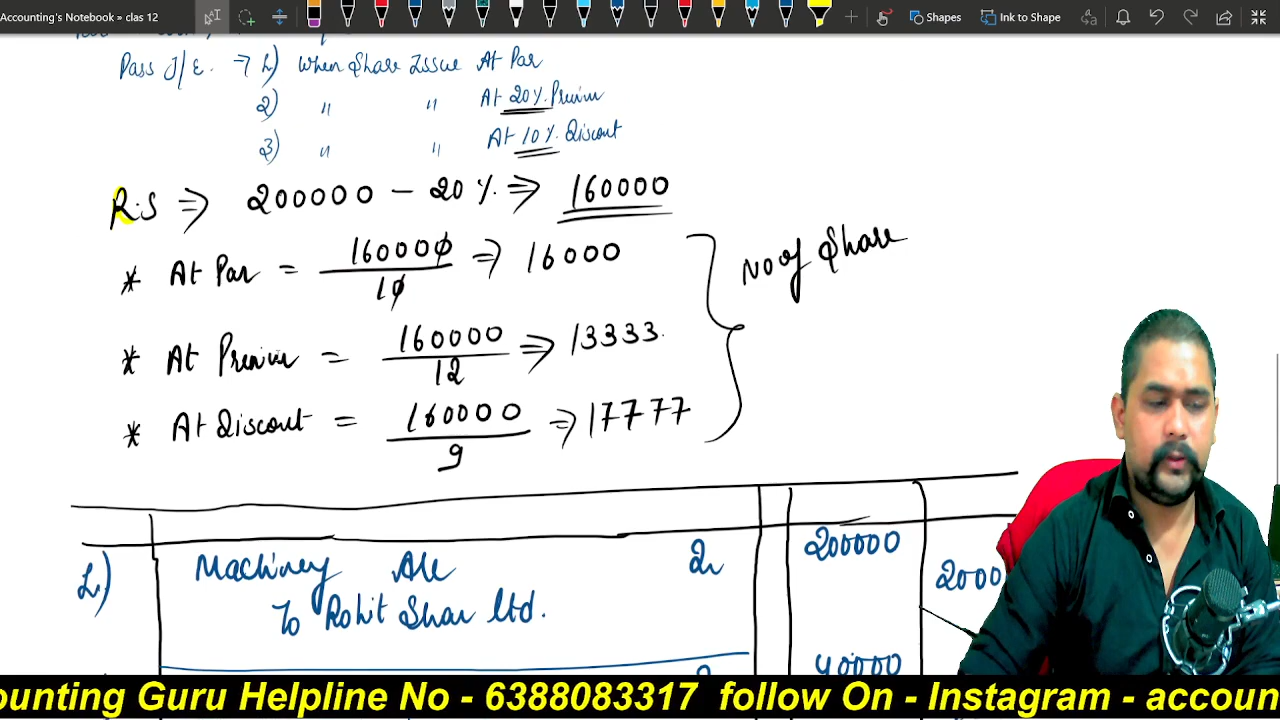 Accounting's Notebook » clas 12
Shapes
Ink to Shape
Pass J/E. → 1) When Share Issue At Par
2) " " At 20% Premium
3) " " At 10% Discout
R.S ⇒ 200000 - 20% ⇒ 160000
* At Par = 160000/10 ⇒ 16000
* At Premium = 160000/12 ⇒ 13333.
* At Discout = 160000/9 ⇒ 17777
No of Share
1) Machinery A/c Dr 200000
To Rohit Shar Ltd. 2000
40000
ounting Guru Helpline No - 6388083317 follow On - Instagram - accoun